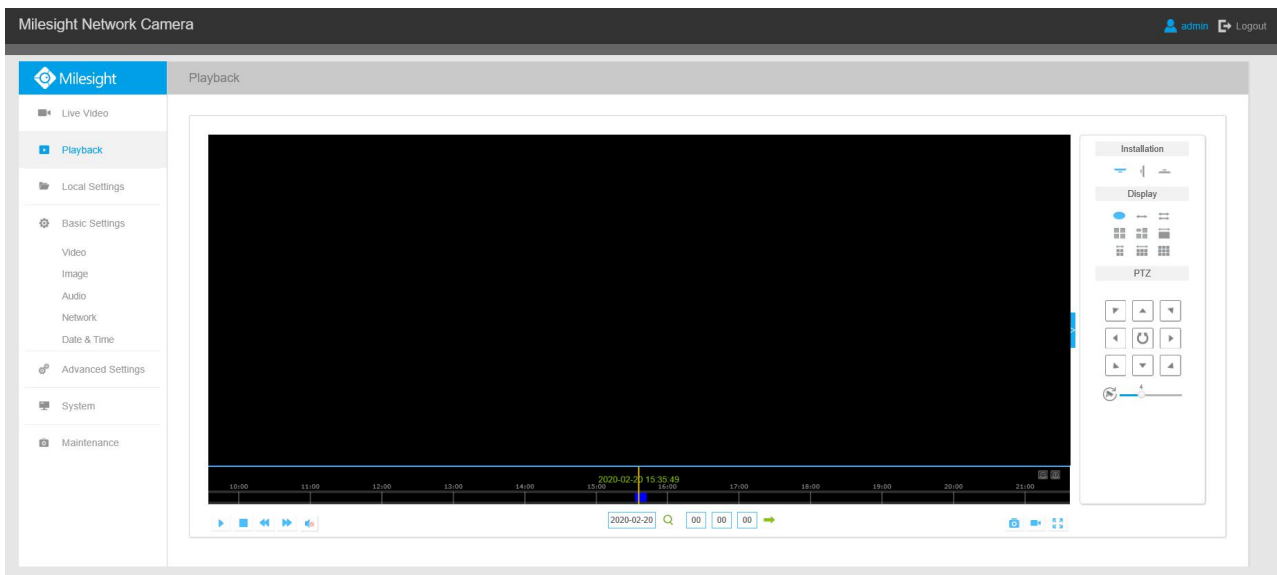 Milesight Network Camera
admin Logout
Milesight
Playback
Live Video
Playback
Local Settings
Basic Settings
Video
Image
Audio
Network
Date & Time
Advanced Settings
System
Maintenance
2020-02-20 15:35:49
10:00 11:00 12:00 13:00 14:00 15:00 16:00 17:00 18:00 19:00 20:00 21:00
2020-02-20 00 00 00
Installation
Display
PTZ
4